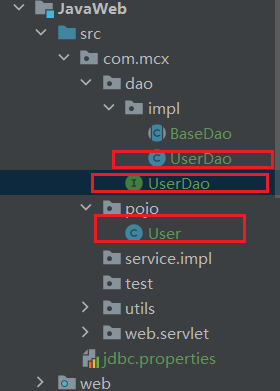 JavaWeb
src
com.mcx
dao
impl
BaseDao
UserDao
UserDao
pojo
User
service.impl
test
utils
web.servlet
jdbc.properties
web